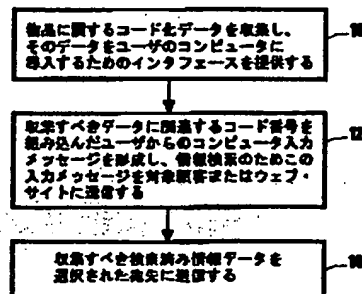 物品に関するコード化データを収集し、
そのデータをユーザのコンピュータに
導入するためのインタフェースを提供する
収集すべきデータに関連するコード番号を
組み込んだユーザからのコンピュータ入力
メッセージを形成し、情報検索のためこの
入力メッセージを対象顧客またはウェブ・
サイトに送信する
12
収集すべき検索済み情報データを
選択された宛先に送信する